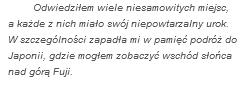 Odwiedziłem wiele niesamowitych miejsc,
a każde z nich miało swój niepowtarzalny urok.
W szczególności zapadła mi w pamięć podróż do
Japonii, gdzie mogłem zobaczyć wschód słońca
nad górą Fuji.